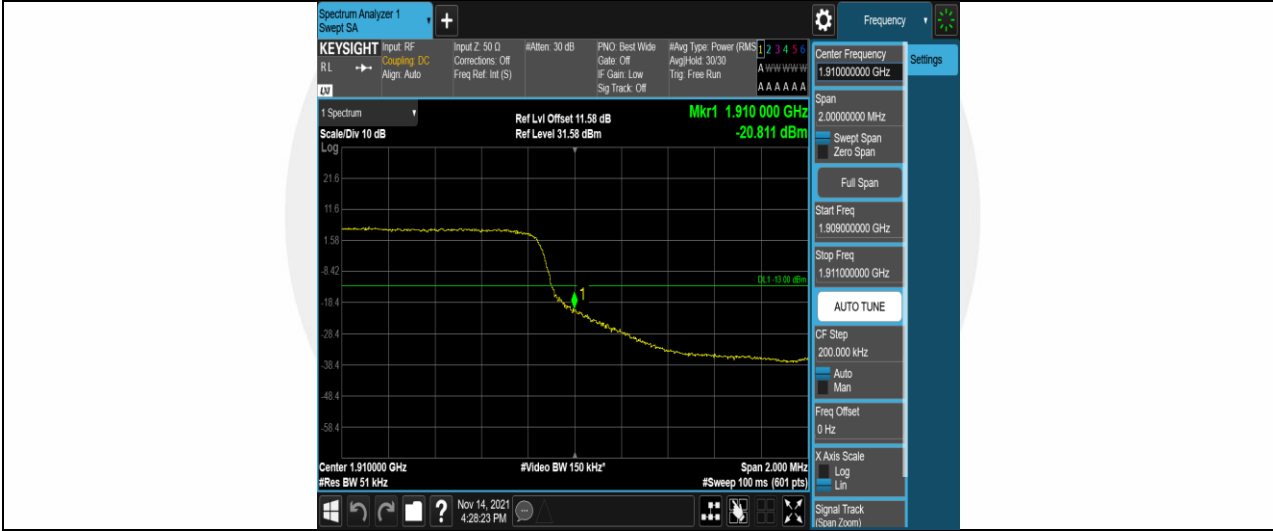 Spectrum Analyzer 1
Swept SA
+
Frequency
KEYSIGHT
RL
LXI
Input: RF
Coupling: DC
Align: Auto
Input Z: 50 Ω
Corrections: Off
Freq Ref: Int (S)
#Atten: 30 dB
PNO: Best Wide
Gate: Off
IF Gain: Low
Sig Track: Off
#Avg Type: Power (RMS
Avg|Hold: 30/30
Trig: Free Run
1 2 3 4 5 6
A W W W W W
A A A A A A
1 Spectrum
Scale/Div 10 dB
Log
Ref Lvl Offset 11.58 dB
Ref Level 31.58 dBm
Mkr1 1.910 000 GHz
-20.811 dBm
21.6
11.6
1.58
-8.42
DL1 -13.00 dBm
1
-18.4
-28.4
-38.4
-48.4
-58.4
Center 1.910000 GHz
#Res BW 51 kHz
#Video BW 150 kHz*
Span 2.000 MHz
#Sweep 100 ms (601 pts)
?
Nov 14, 2021
4:28:23 PM
Center Frequency
1.910000000 GHz
Settings
Span
2.00000000 MHz
Swept Span
Zero Span
Full Span
Start Freq
1.909000000 GHz
Stop Freq
1.911000000 GHz
AUTO TUNE
CF Step
200.000 kHz
Auto
Man
Freq Offset
0 Hz
X Axis Scale
Log
Lin
Signal Track
(Span Zoom)